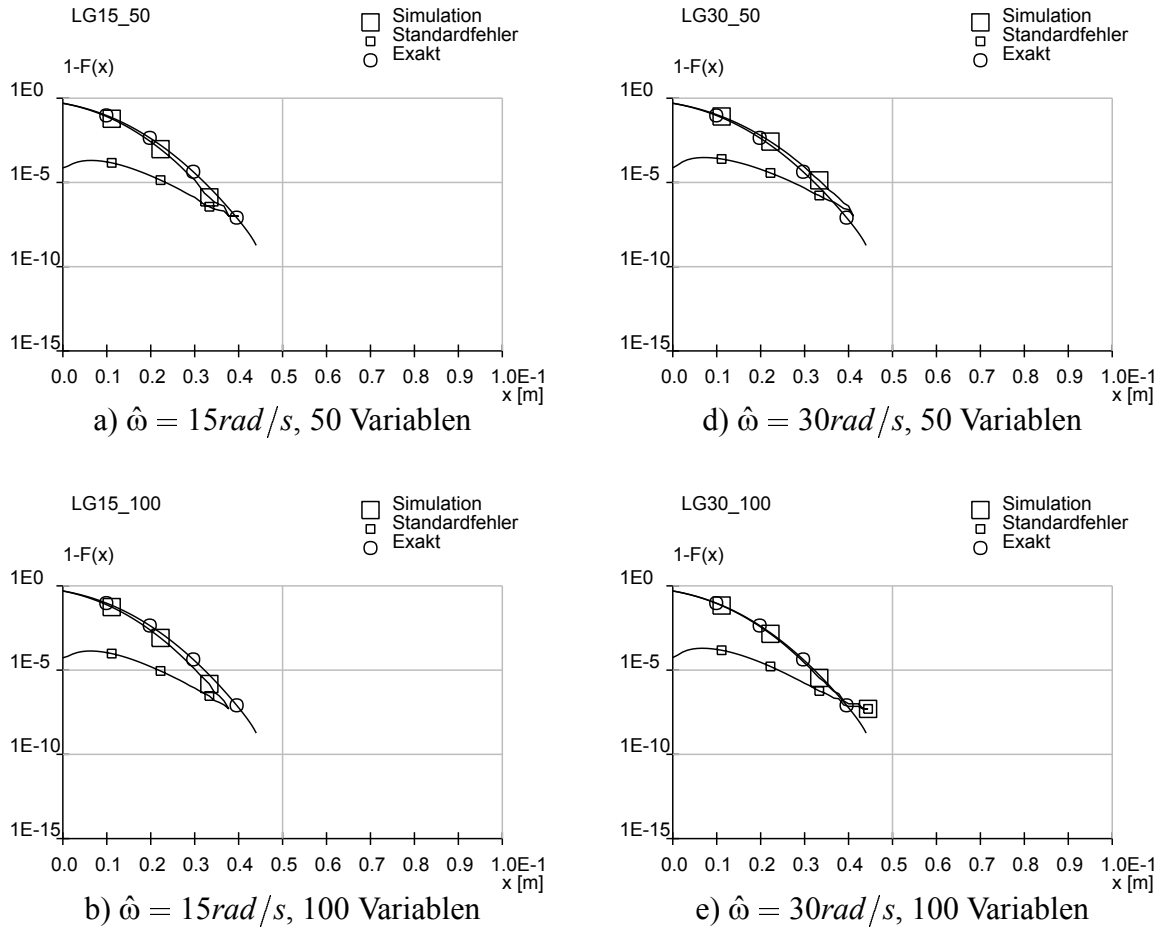 LG15_50
Simulation
Standardfehler
Exakt
1-F(x)
1E0
1E-5
1E-10
1E-15
0.0 0.1 0.2 0.3 0.4 0.5 0.6 0.7 0.8 0.9 1.0E-1
x [m]
a) ω̂ = 15rad/s, 50 Variablen
LG30_50
Simulation
Standardfehler
Exakt
1-F(x)
1E0
1E-5
1E-10
1E-15
0.0 0.1 0.2 0.3 0.4 0.5 0.6 0.7 0.8 0.9 1.0E-1
x [m]
d) ω̂ = 30rad/s, 50 Variablen
LG15_100
Simulation
Standardfehler
Exakt
1-F(x)
1E0
1E-5
1E-10
1E-15
0.0 0.1 0.2 0.3 0.4 0.5 0.6 0.7 0.8 0.9 1.0E-1
x [m]
b) ω̂ = 15rad/s, 100 Variablen
LG30_100
Simulation
Standardfehler
Exakt
1-F(x)
1E0
1E-5
1E-10
1E-15
0.0 0.1 0.2 0.3 0.4 0.5 0.6 0.7 0.8 0.9 1.0E-1
x [m]
e) ω̂ = 30rad/s, 100 Variablen